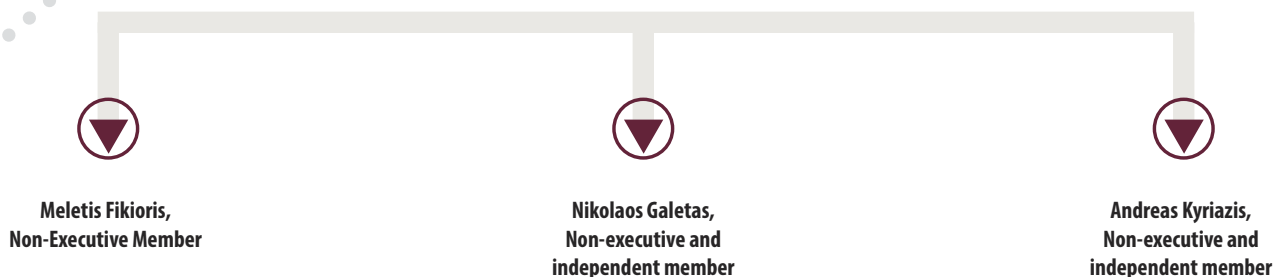 Meletis Fikioris,
Non-Executive Member
Nikolaos Galetas,
Non-executive and
independent member
Andreas Kyriazis,
Non-executive and
independent member